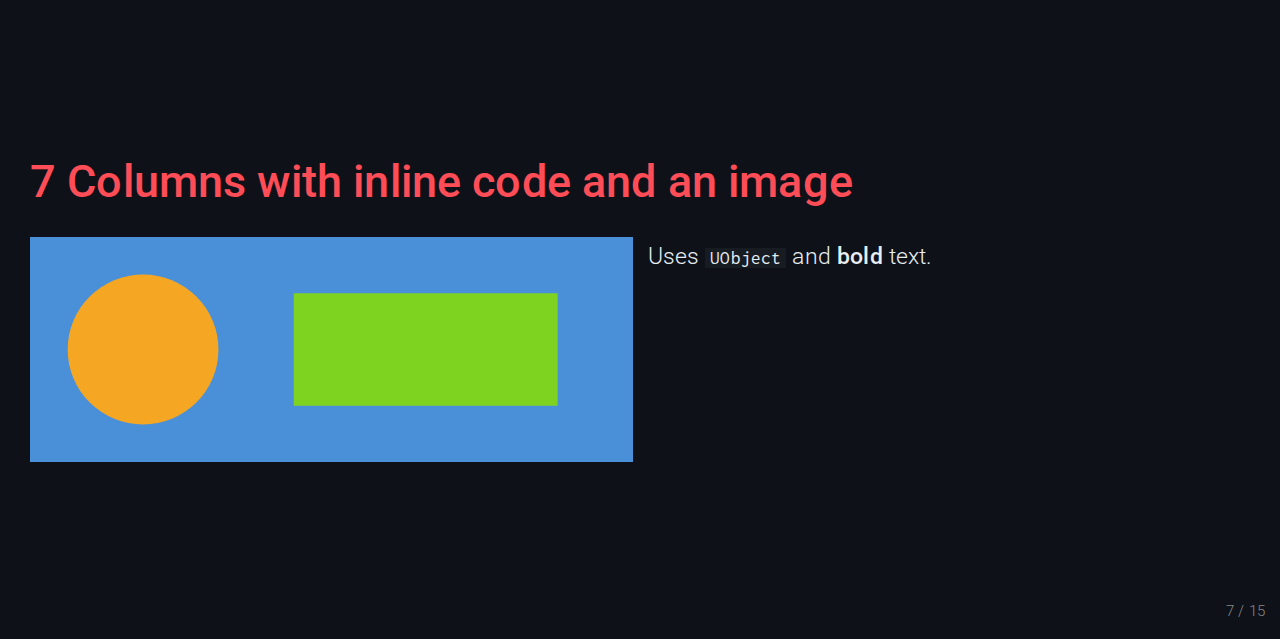 7 Columns with inline code and an image
Uses UObject and bold text.
7 / 15